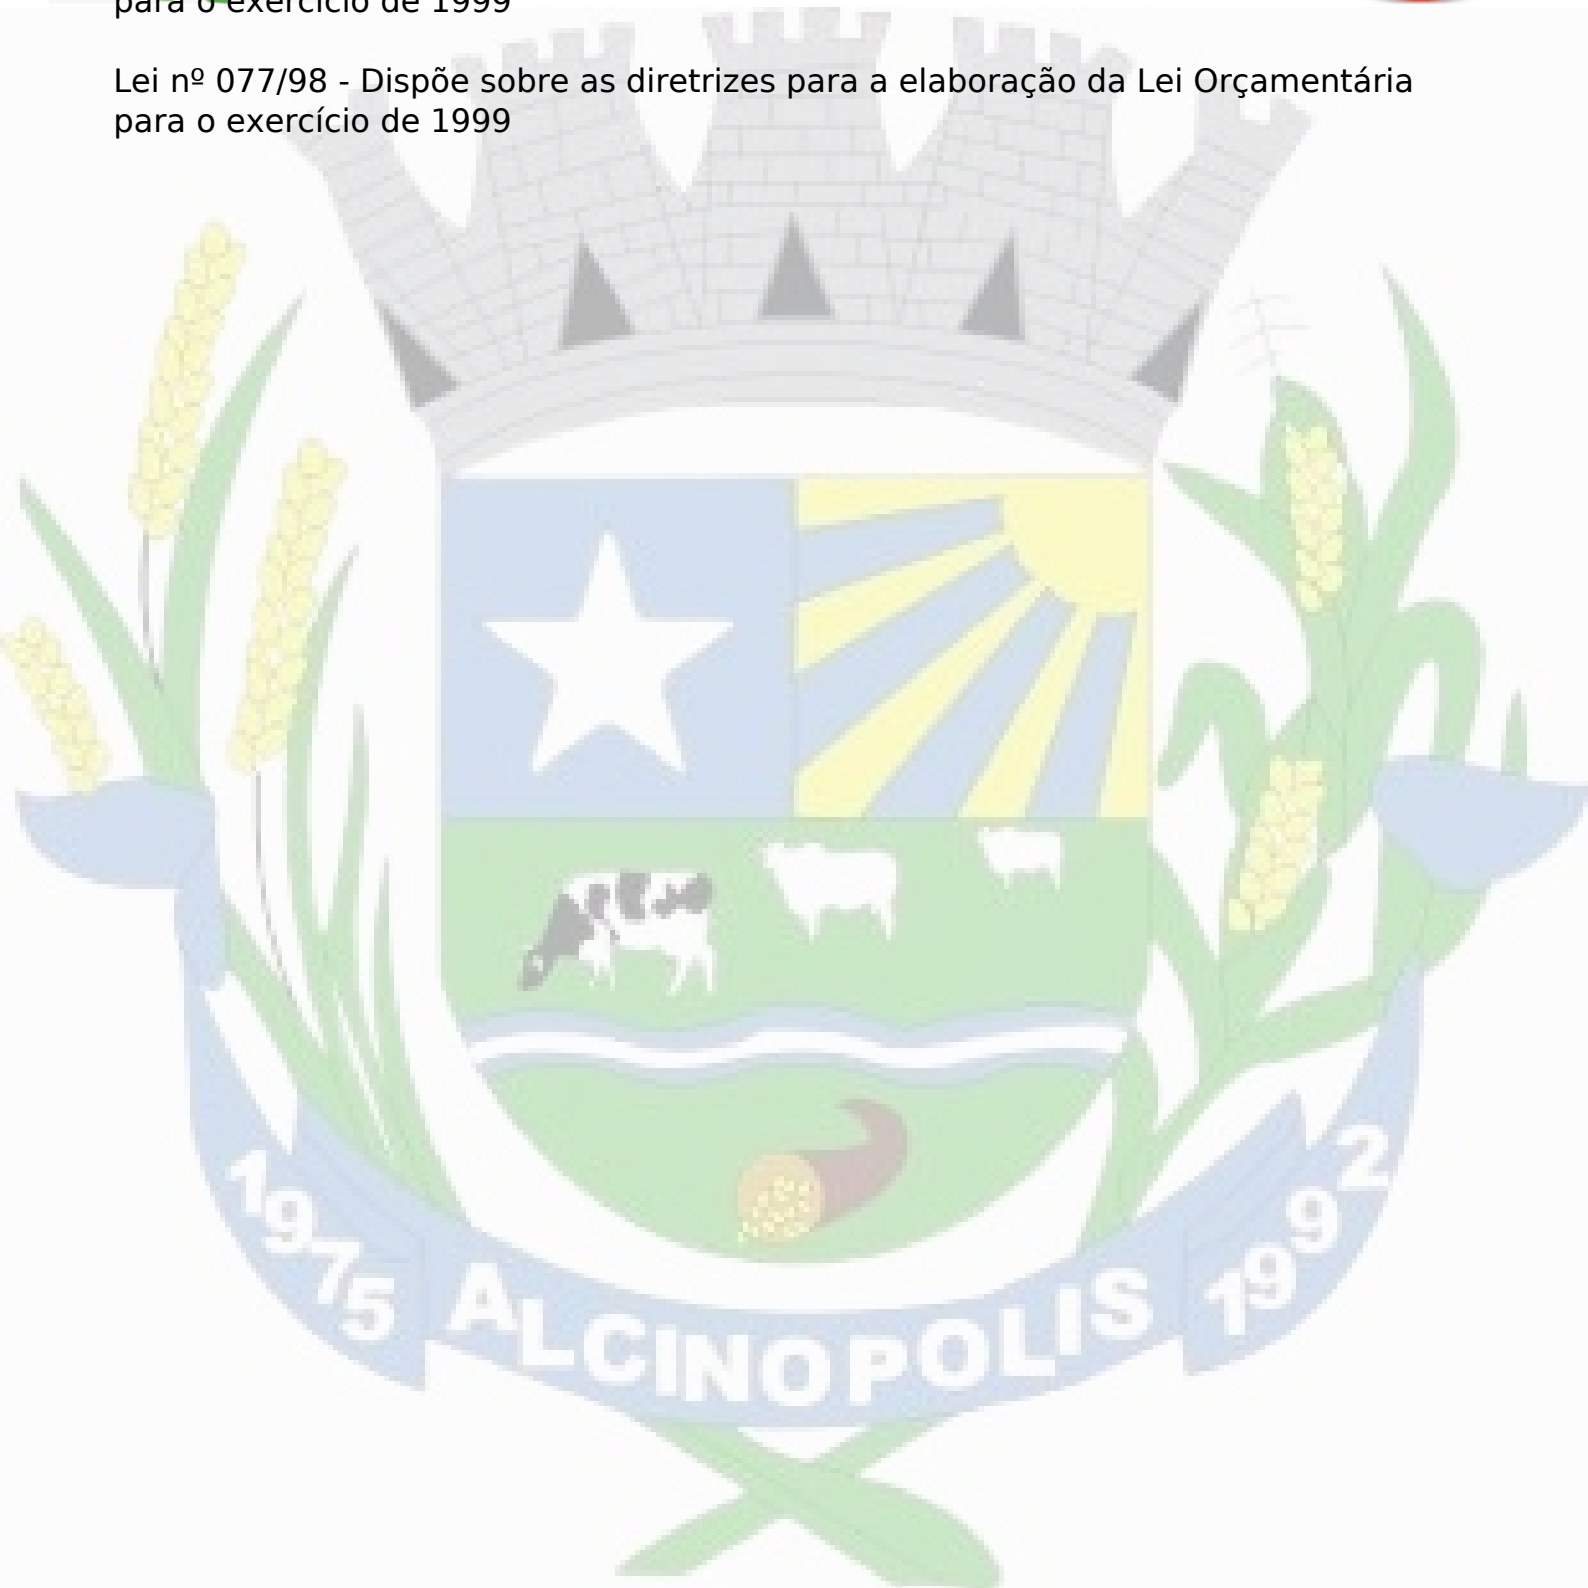 para o exercício de 1999
Lei nº 077/98 - Dispõe sobre as diretrizes para a elaboração da Lei Orçamentária
para o exercício de 1999
1975 ALCINOPOLIS 1992